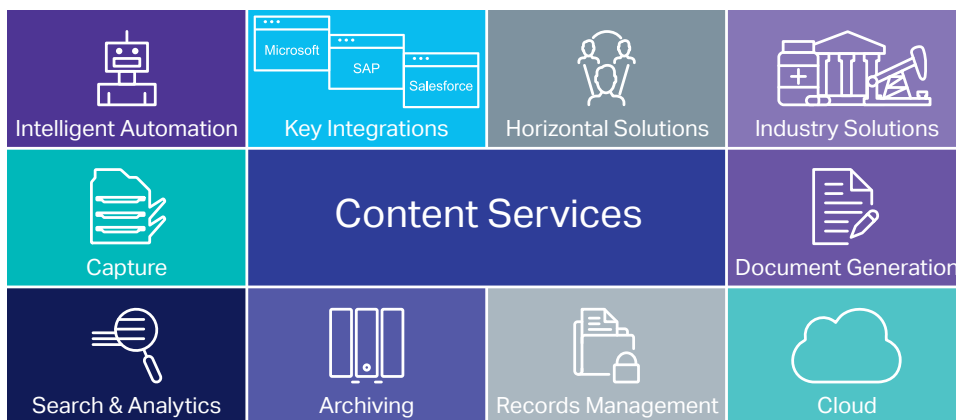 Microsoft
SAP
Salesforce
Intelligent Automation
Key Integrations
Horizontal Solutions
Industry Solutions
Content Services
Capture
Document Generation
Search & Analytics
Archiving
Records Management
Cloud